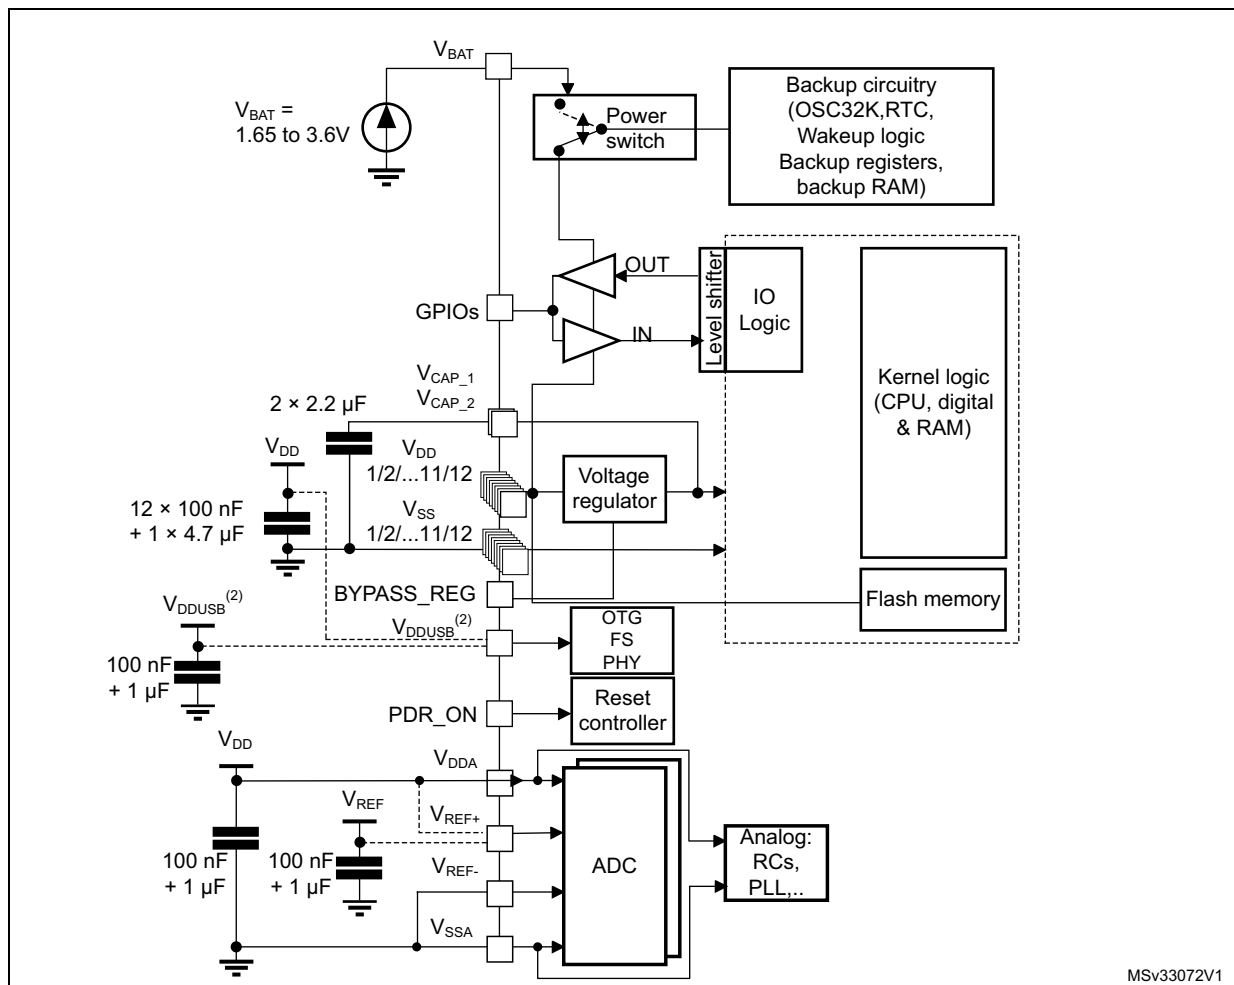 VBAT
VBAT =
1.65 to 3.6V
Power
switch
Backup circuitry
(OSC32K,RTC,
Wakeup logic
Backup registers,
backup RAM)
OUT
GPIOs
IN
Level shifter
IO
Logic
Kernel logic
(CPU, digital
& RAM)
VCAP_1
VCAP_2
2 × 2.2 μF
VDD
VDD
1/2/...11/12
Voltage
regulator
12 × 100 nF
+ 1 × 4.7 μF
VSS
1/2/...11/12
BYPASS_REG
Flash memory
VDDUSB(2)
VDDUSB(2)
OTG
FS
PHY
100 nF
+ 1 μF
PDR_ON
Reset
controller
VDD
VDDA
VREF
VREF+
ADC
Analog:
RCs,
PLL,..
100 nF
+ 1 μF
100 nF
+ 1 μF
VREF-
VSSA
MSv33072V1